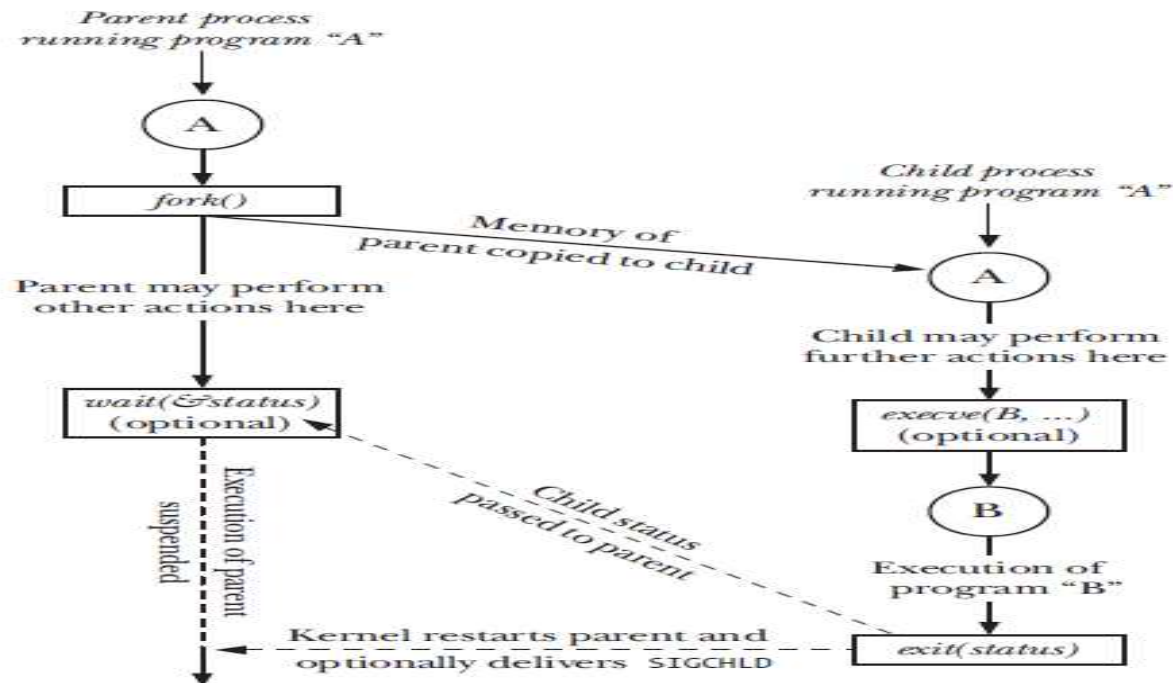 Parent process
running program “A”
A
fork()
Memory of
parent copied to child
Child process
running program “A”
A
Parent may perform
other actions here
Child may perform
further actions here
wait(&status)
(optional)
execve(B, ...)
(optional)
B
Execution of parent
suspended
Child status
passed to parent
Execution of
program “B”
Kernel restarts parent and
optionally delivers SIGCHLD
exit(status)